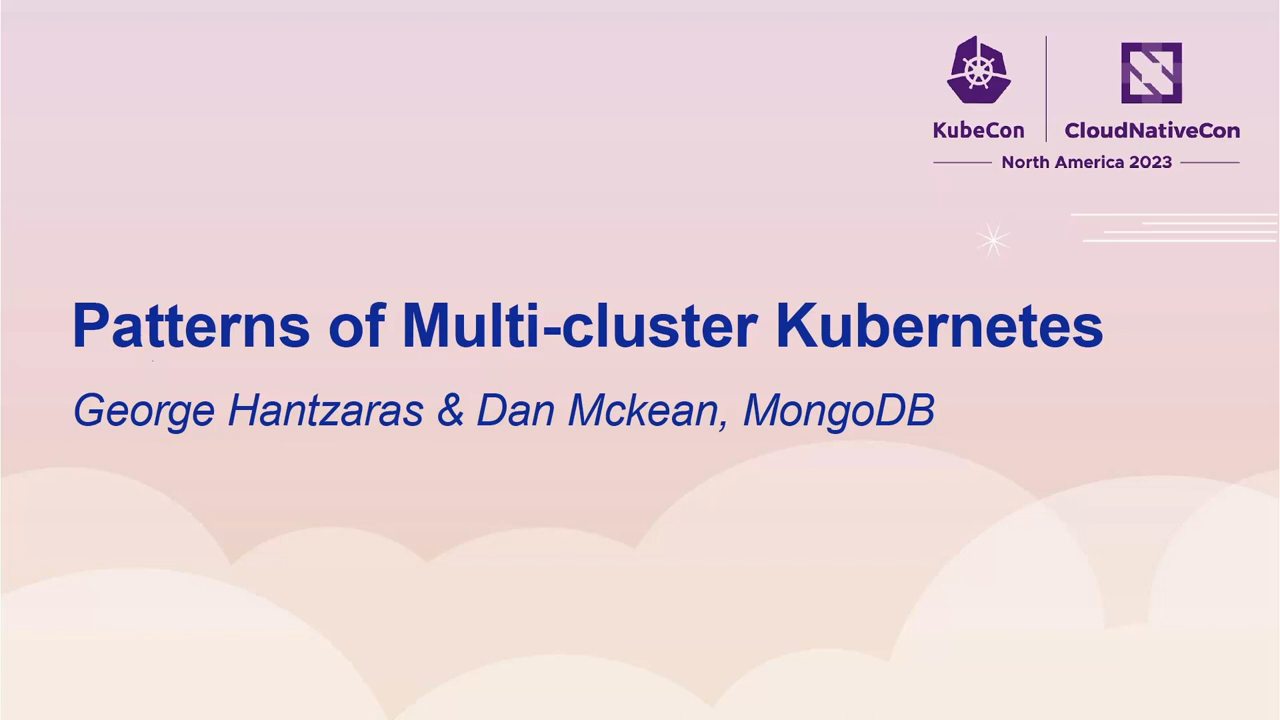 KubeCon
CloudNativeCon
North America 2023
Patterns of Multi-cluster Kubernetes
George Hantzaras & Dan Mckean, MongoDB